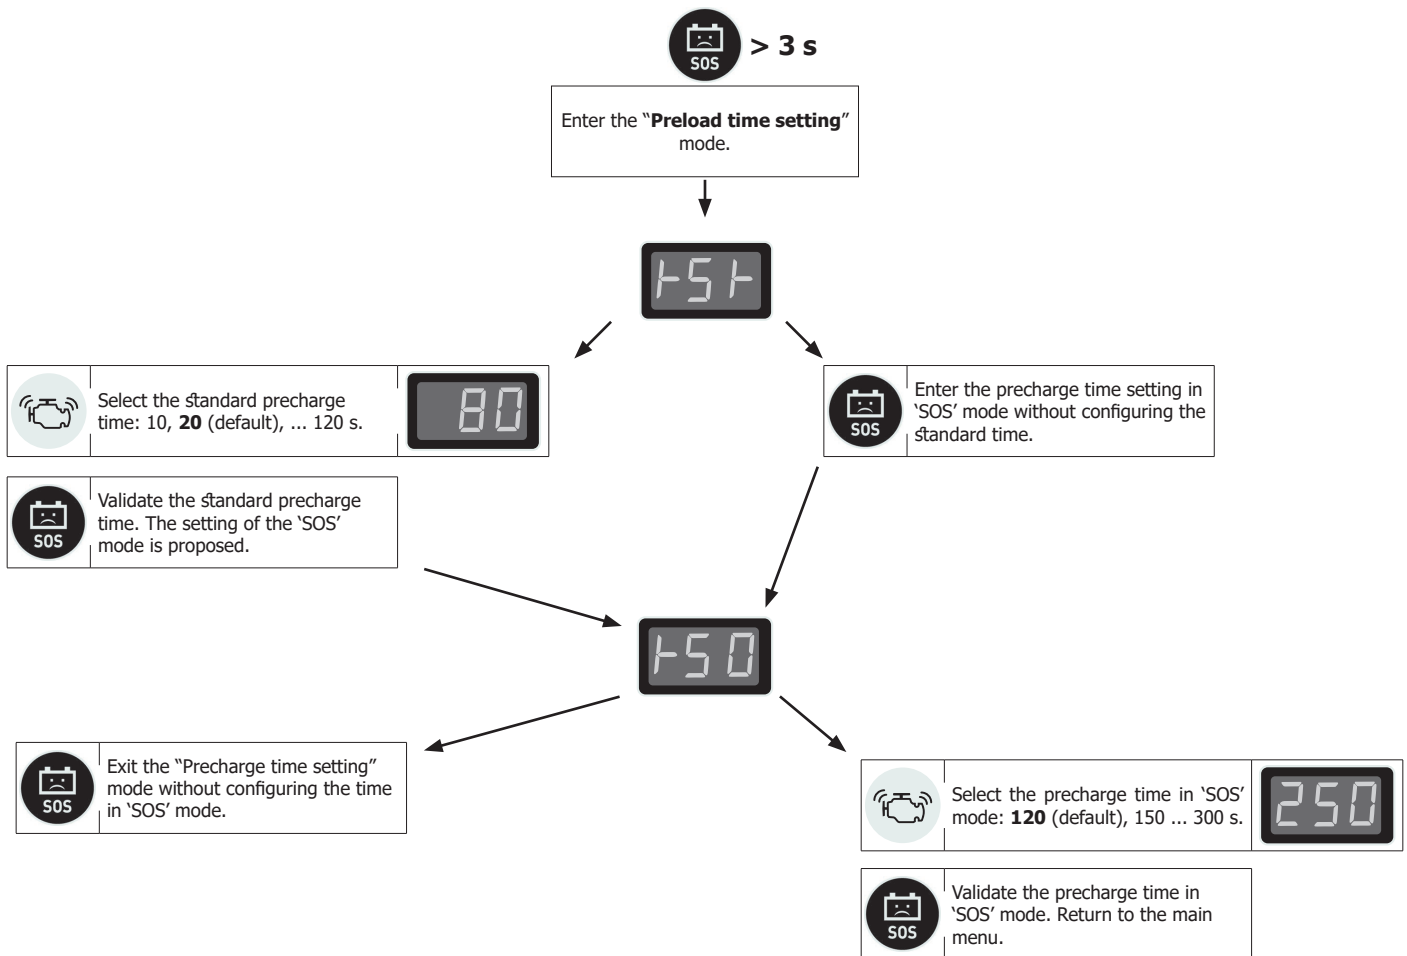 SOS
> 3 s
Enter the “Preload time setting”
mode.
⊦5⊦
Select the standard precharge
time: 10, 20 (default), ... 120 s.
80
SOS
Enter the precharge time setting in
‘SOS’ mode without configuring the
standard time.
SOS
Validate the standard precharge
time. The setting of the ‘SOS’
mode is proposed.
⊦50
SOS
Exit the “Precharge time setting”
mode without configuring the time
in ‘SOS’ mode.
Select the precharge time in ‘SOS’
mode: 120 (default), 150 ... 300 s.
250
SOS
Validate the precharge time in
‘SOS’ mode. Return to the main
menu.